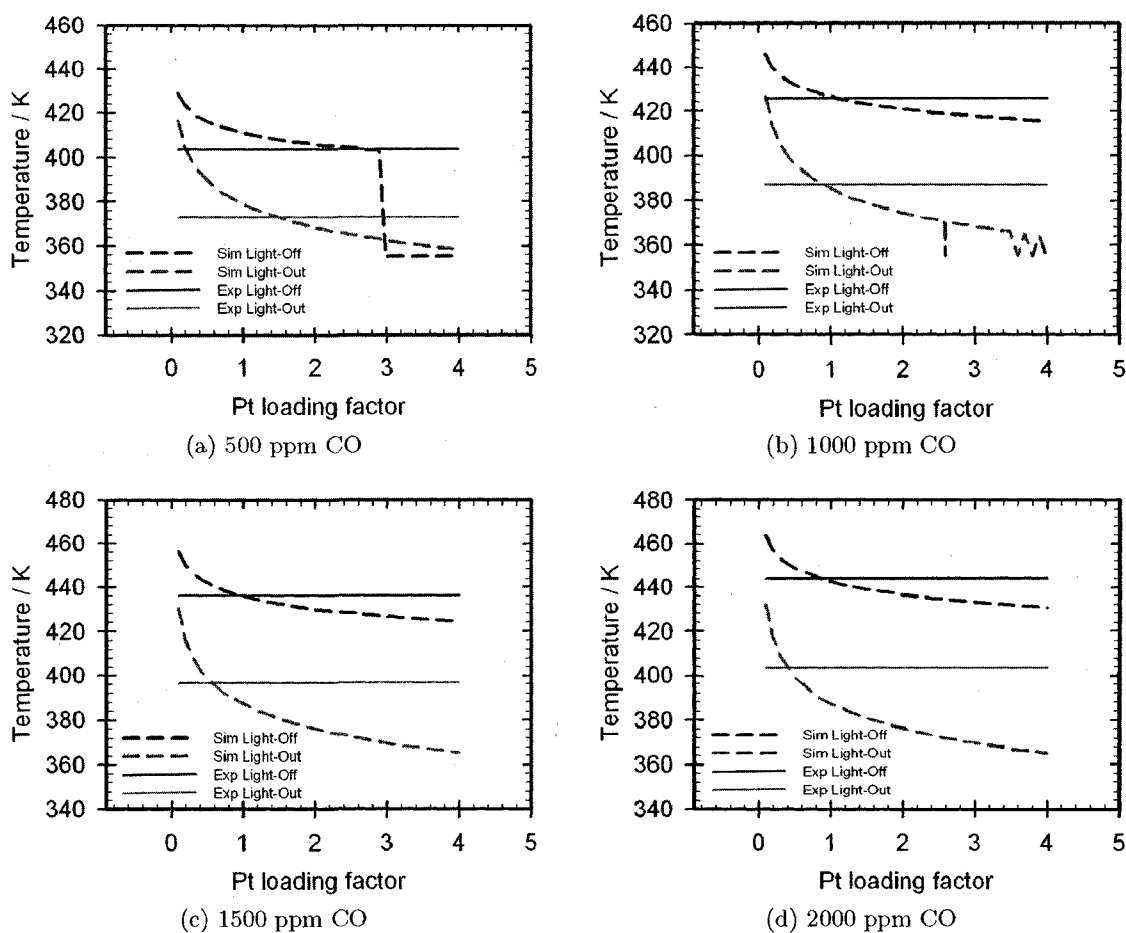 460
440
420
400
380
360
340
320
Temperature / K
Sim Light-Off
Sim Light-Out
Exp Light-Off
Exp Light-Out
0 1 2 3 4 5
Pt loading factor
(a) 500 ppm CO
460
440
420
400
380
360
340
320
Temperature / K
Sim Light-Off
Sim Light-Out
Exp Light-Off
Exp Light-Out
0 1 2 3 4 5
Pt loading factor
(b) 1000 ppm CO
480
460
440
420
400
380
360
340
Temperature / K
Sim Light-Off
Sim Light-Out
Exp Light-Off
Exp Light-Out
0 1 2 3 4 5
Pt loading factor
(c) 1500 ppm CO
480
460
440
420
400
380
360
340
Temperature / K
Sim Light-Off
Sim Light-Out
Exp Light-Off
Exp Light-Out
0 1 2 3 4 5
Pt loading factor
(d) 2000 ppm CO